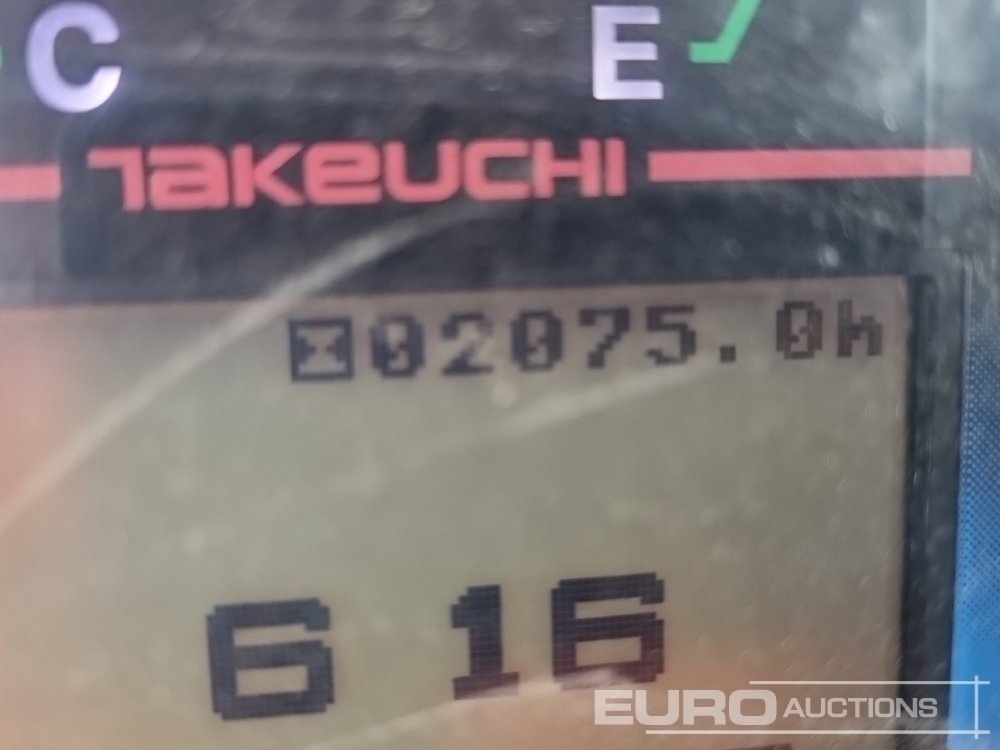 C E
TAKEUCHI
02075.0h
6 16
EURO AUCTIONS